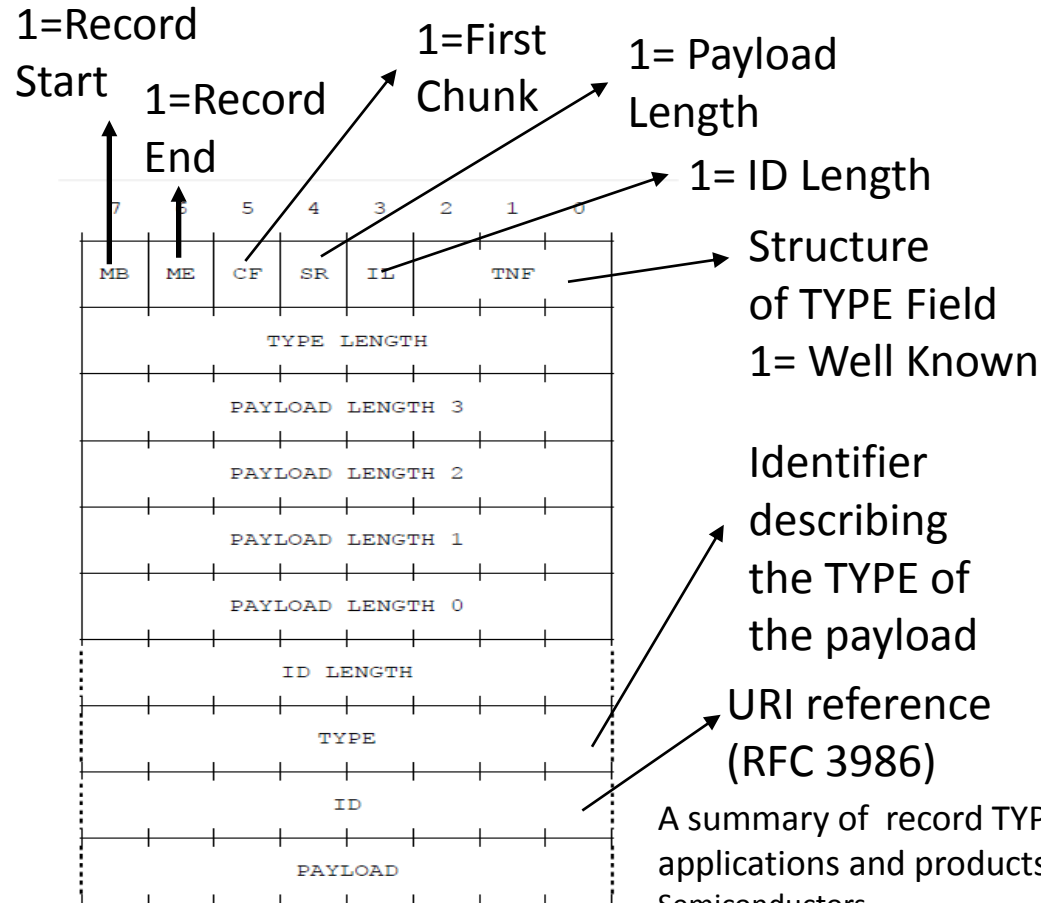 1=Record
Start
1=Record
End
1=First
Chunk
1= Payload
Length
1= ID Length
7 6 5 4 3 2 1 0
MB ME CF SR IL TNF
Structure
of TYPE Field
1= Well Known
TYPE LENGTH
PAYLOAD LENGTH 3
PAYLOAD LENGTH 2
PAYLOAD LENGTH 1
PAYLOAD LENGTH 0
ID LENGTH
TYPE
ID
PAYLOAD
Identifier
describing
the TYPE of
the payload
URI reference
(RFC 3986)
A summary of record TYP
applications and products
Semiconductors